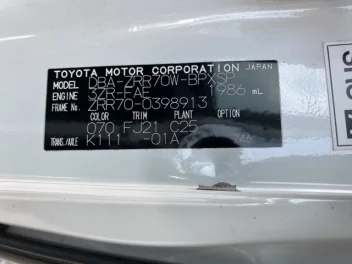 TOYOTA MOTOR CORPORATION JAPAN
MODEL DBA-ZRR70W-BPXSP
ENGINE 3ZR-FAE 1986 mL
FRAME No. ZRR70-0398913
COLOR TRIM PLANT
070 FJ21 C25
TRANS./AXLE K111 -01A